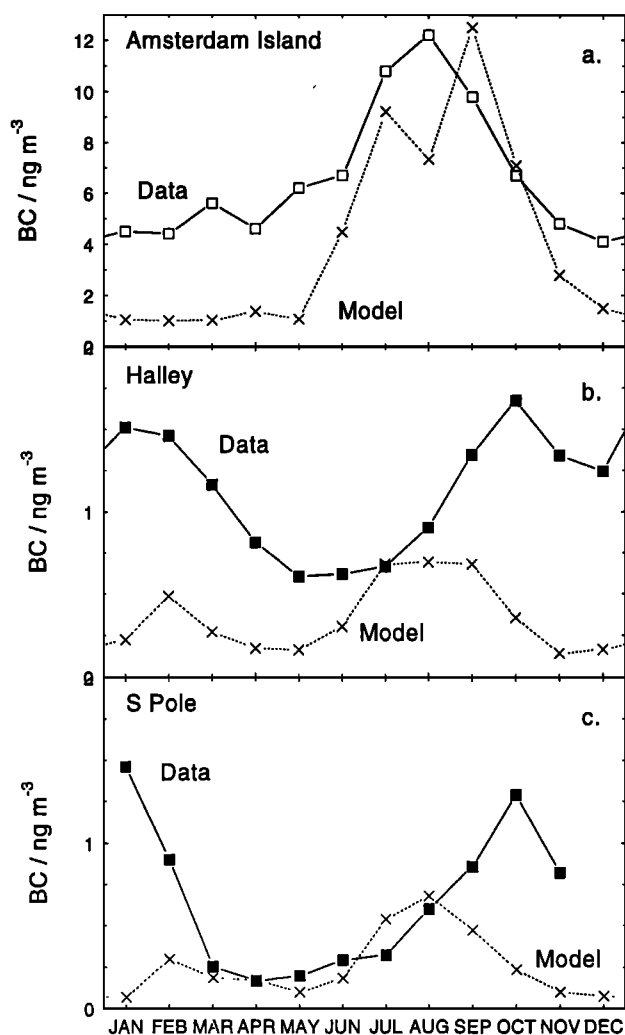 12
Amsterdam Island
a.
10
8
BC / ng m⁻³
6
Data
4
2
Model
0
2
Halley
b.
Data
1
BC / ng m⁻³
Model
0
2
S Pole
c.
Data
1
BC / ng m⁻³
Model
0
JAN FEB MAR APR MAY JUN JUL AUG SEP OCT NOV DEC